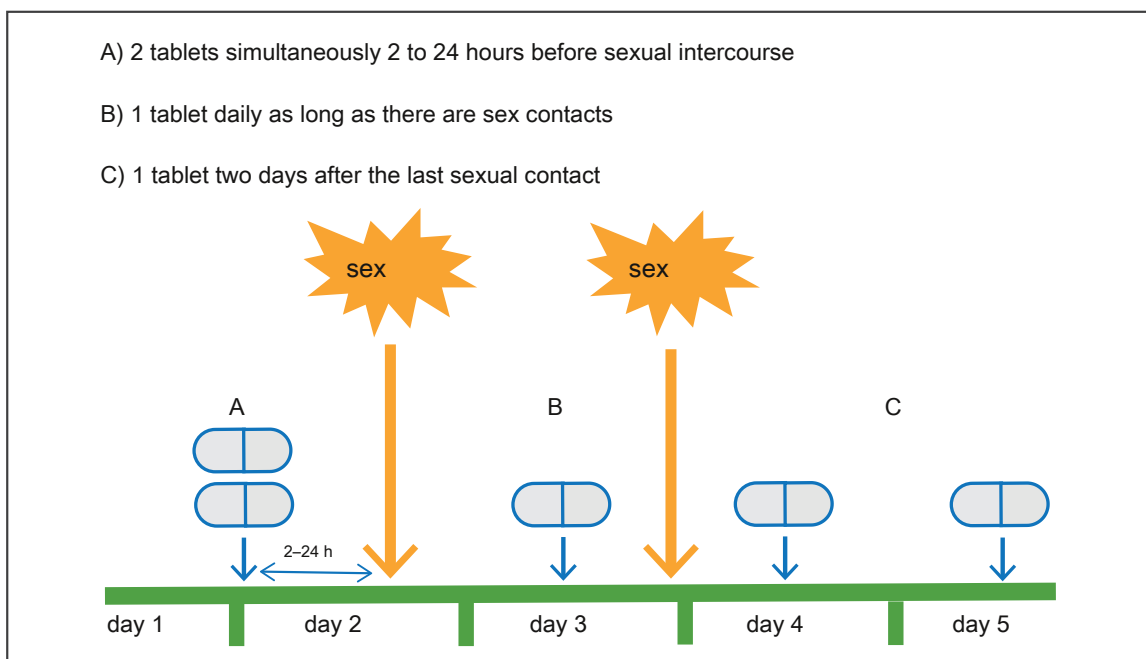 A) 2 tablets simultaneously 2 to 24 hours before sexual intercourse
B) 1 tablet daily as long as there are sex contacts
C) 1 tablet two days after the last sexual contact
sex
sex
A
B
C
2–24 h
day 1
day 2
day 3
day 4
day 5